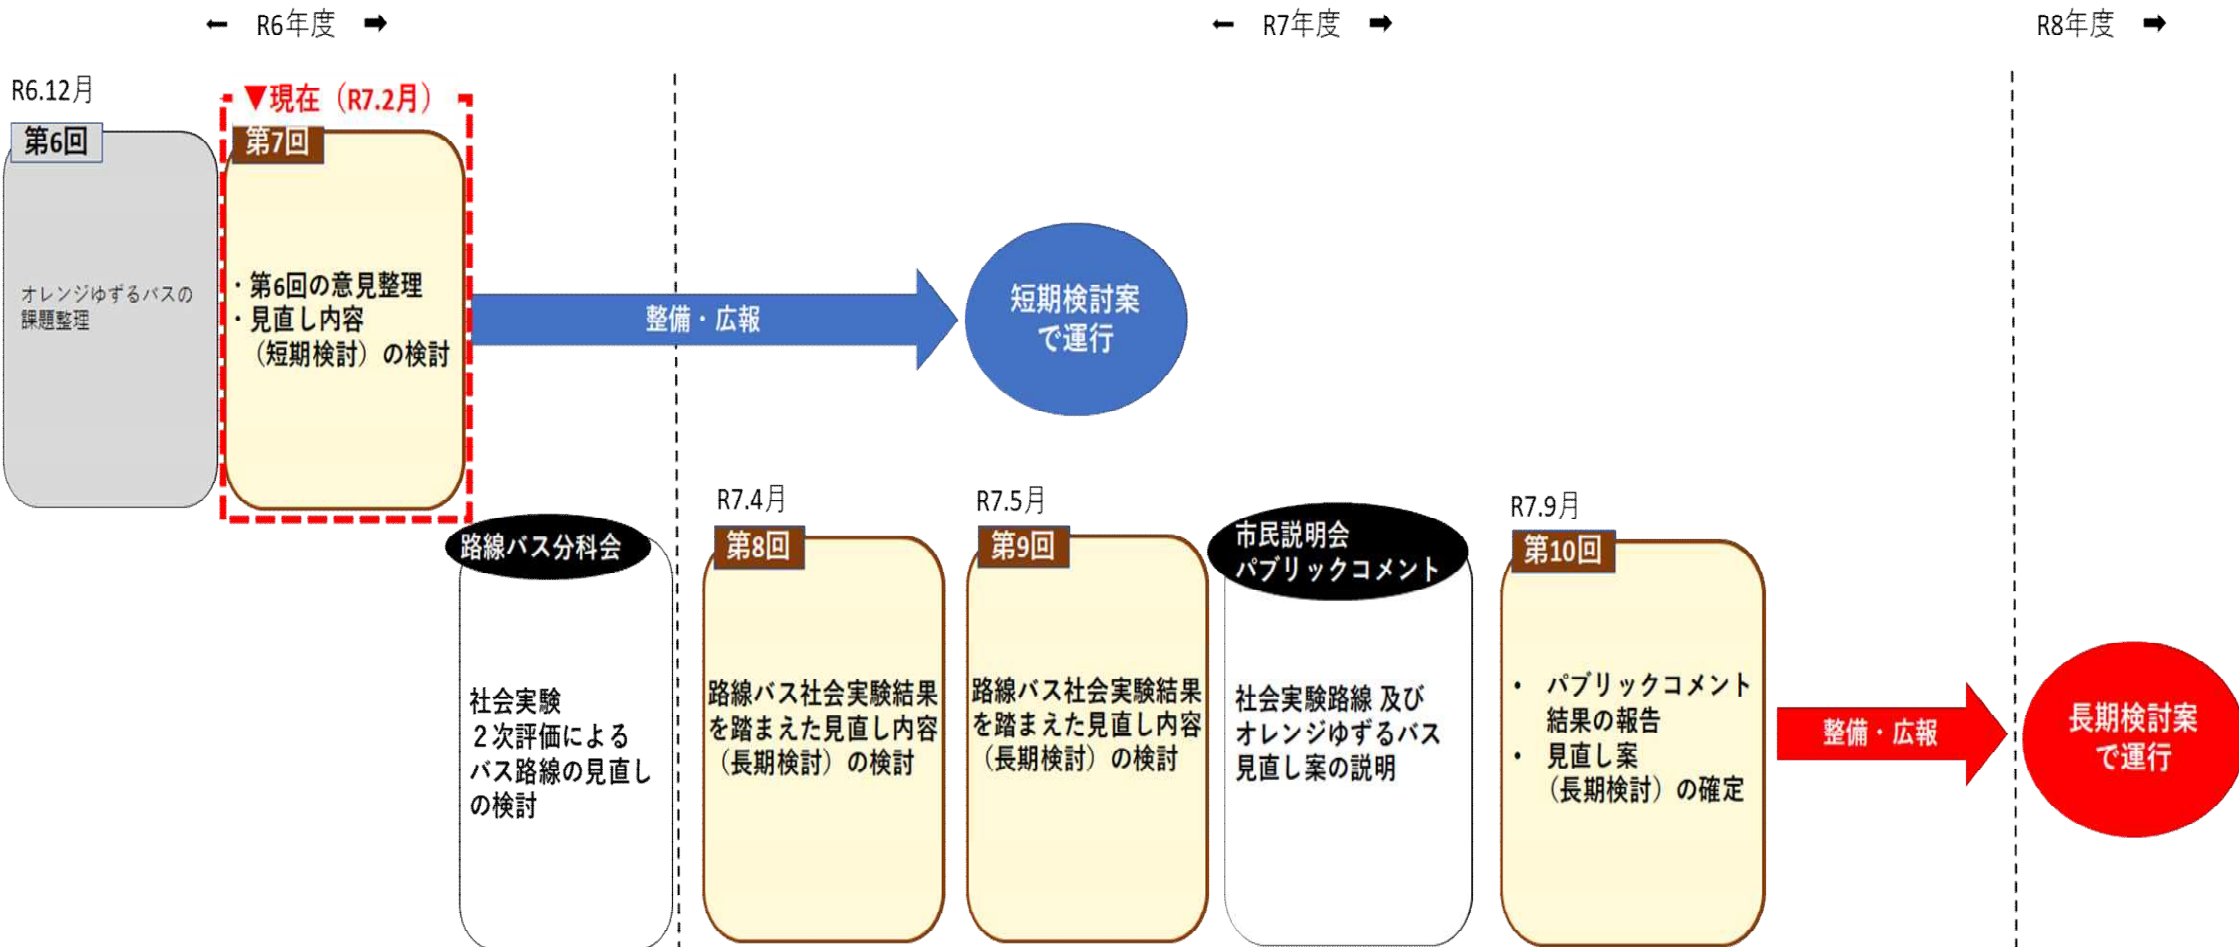 ← R6年度 ➡
← R7年度 ➡
R8年度 ➡
R6.12月
第6回
オレンジゆずるバスの
課題整理
▼現在（R7.2月）
第7回
・第6回の意見整理
・見直し内容
（短期検討）の検討
整備・広報
短期検討案
で運行
路線バス分科会
社会実験
２次評価による
バス路線の見直し
の検討
R7.4月
第8回
路線バス社会実験結果
を踏まえた見直し内容
（長期検討）の検討
R7.5月
第9回
路線バス社会実験結果
を踏まえた見直し内容
（長期検討）の検討
市民説明会
パブリックコメント
社会実験路線 及び
オレンジゆずるバス
見直し案の説明
R7.9月
第10回
・ パブリックコメント
結果の報告
・ 見直し案
（長期検討）の確定
整備・広報
長期検討案
で運行